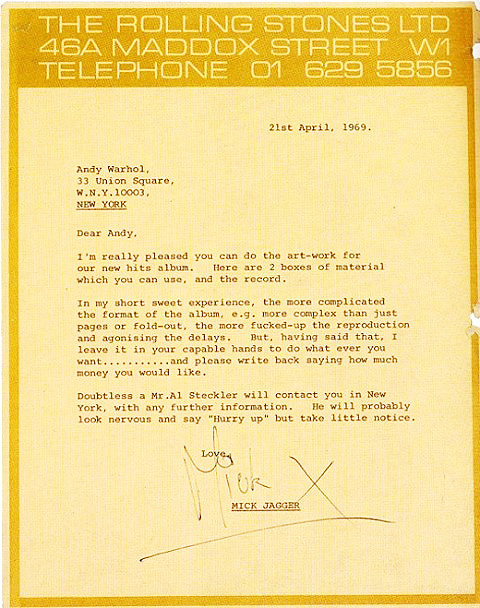 THE ROLLING STONES LTD
46A MADDOX STREET W1
TELEPHONE 01 629 5856
21st April, 1969.
Andy Warhol,
33 Union Square,
W.N.Y.10003,
NEW YORK
Dear Andy,
I'm really pleased you can do the art-work for
our new hits album. Here are 2 boxes of material
which you can use, and the record.
In my short sweet experience, the more complicated
the format of the album, e.g. more complex than just
pages or fold-out, the more fucked-up the reproduction
and agonising the delays. But, having said that, I
leave it in your capable hands to do what ever you
want..........and please write back saying how much
money you would like.
Doubtless a Mr.Al Steckler will contact you in New
York, with any further information. He will probably
look nervous and say "Hurry up" but take little notice.
Love,
Mick X
MICK JAGGER